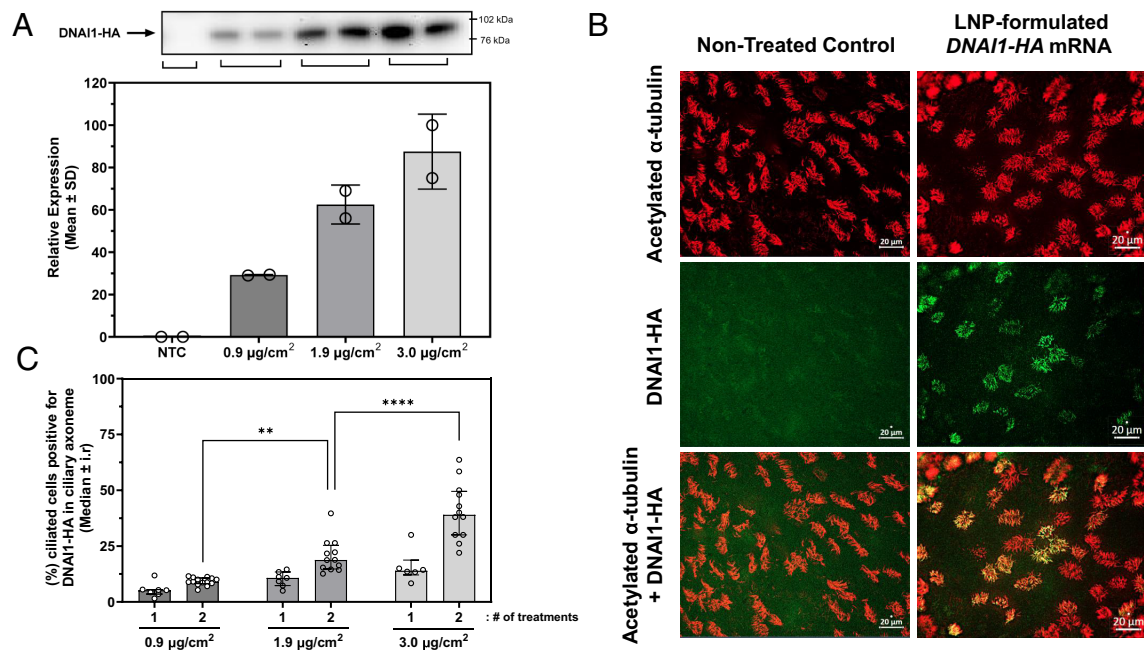 A
DNAI1-HA
102 kDa
76 kDa
Relative Expression
(Mean ± SD)
120
100
80
60
40
20
0
NTC
0.9 µg/cm²
1.9 µg/cm²
3.0 µg/cm²
C
(%) ciliated cells positive for
DNAI1-HA in ciliary axoneme
(Median ± i.r)
100
75
50
25
0
**
****
1 2 1 2 1 2 : # of treatments
0.9 µg/cm²
1.9 µg/cm²
3.0 µg/cm²
B
Non-Treated Control
LNP-formulated
DNAI1-HA mRNA
Acetylated α-tubulin
20 µm
20 µm
DNAI1-HA
20 µm
20 µm
Acetylated α-tubulin
+ DNAI1-HA
20 µm
20 µm